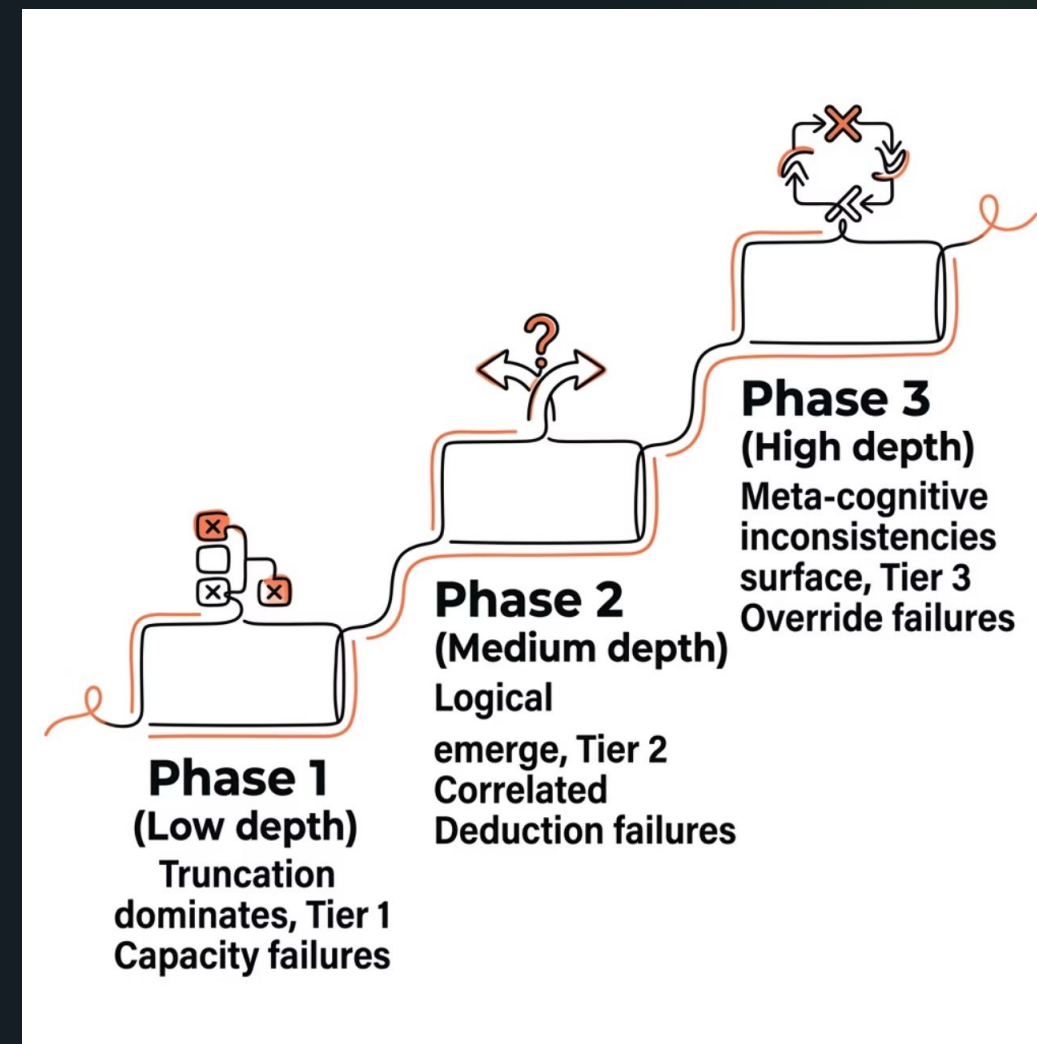 Phase 1
(Low depth)
Truncation
dominates, Tier 1
Capacity failures
Phase 2
(Medium depth)
Logical
emerge, Tier 2
Correlated
Deduction failures
Phase 3
(High depth)
Meta-cognitive
inconsistencies
surface, Tier 3
Override failures